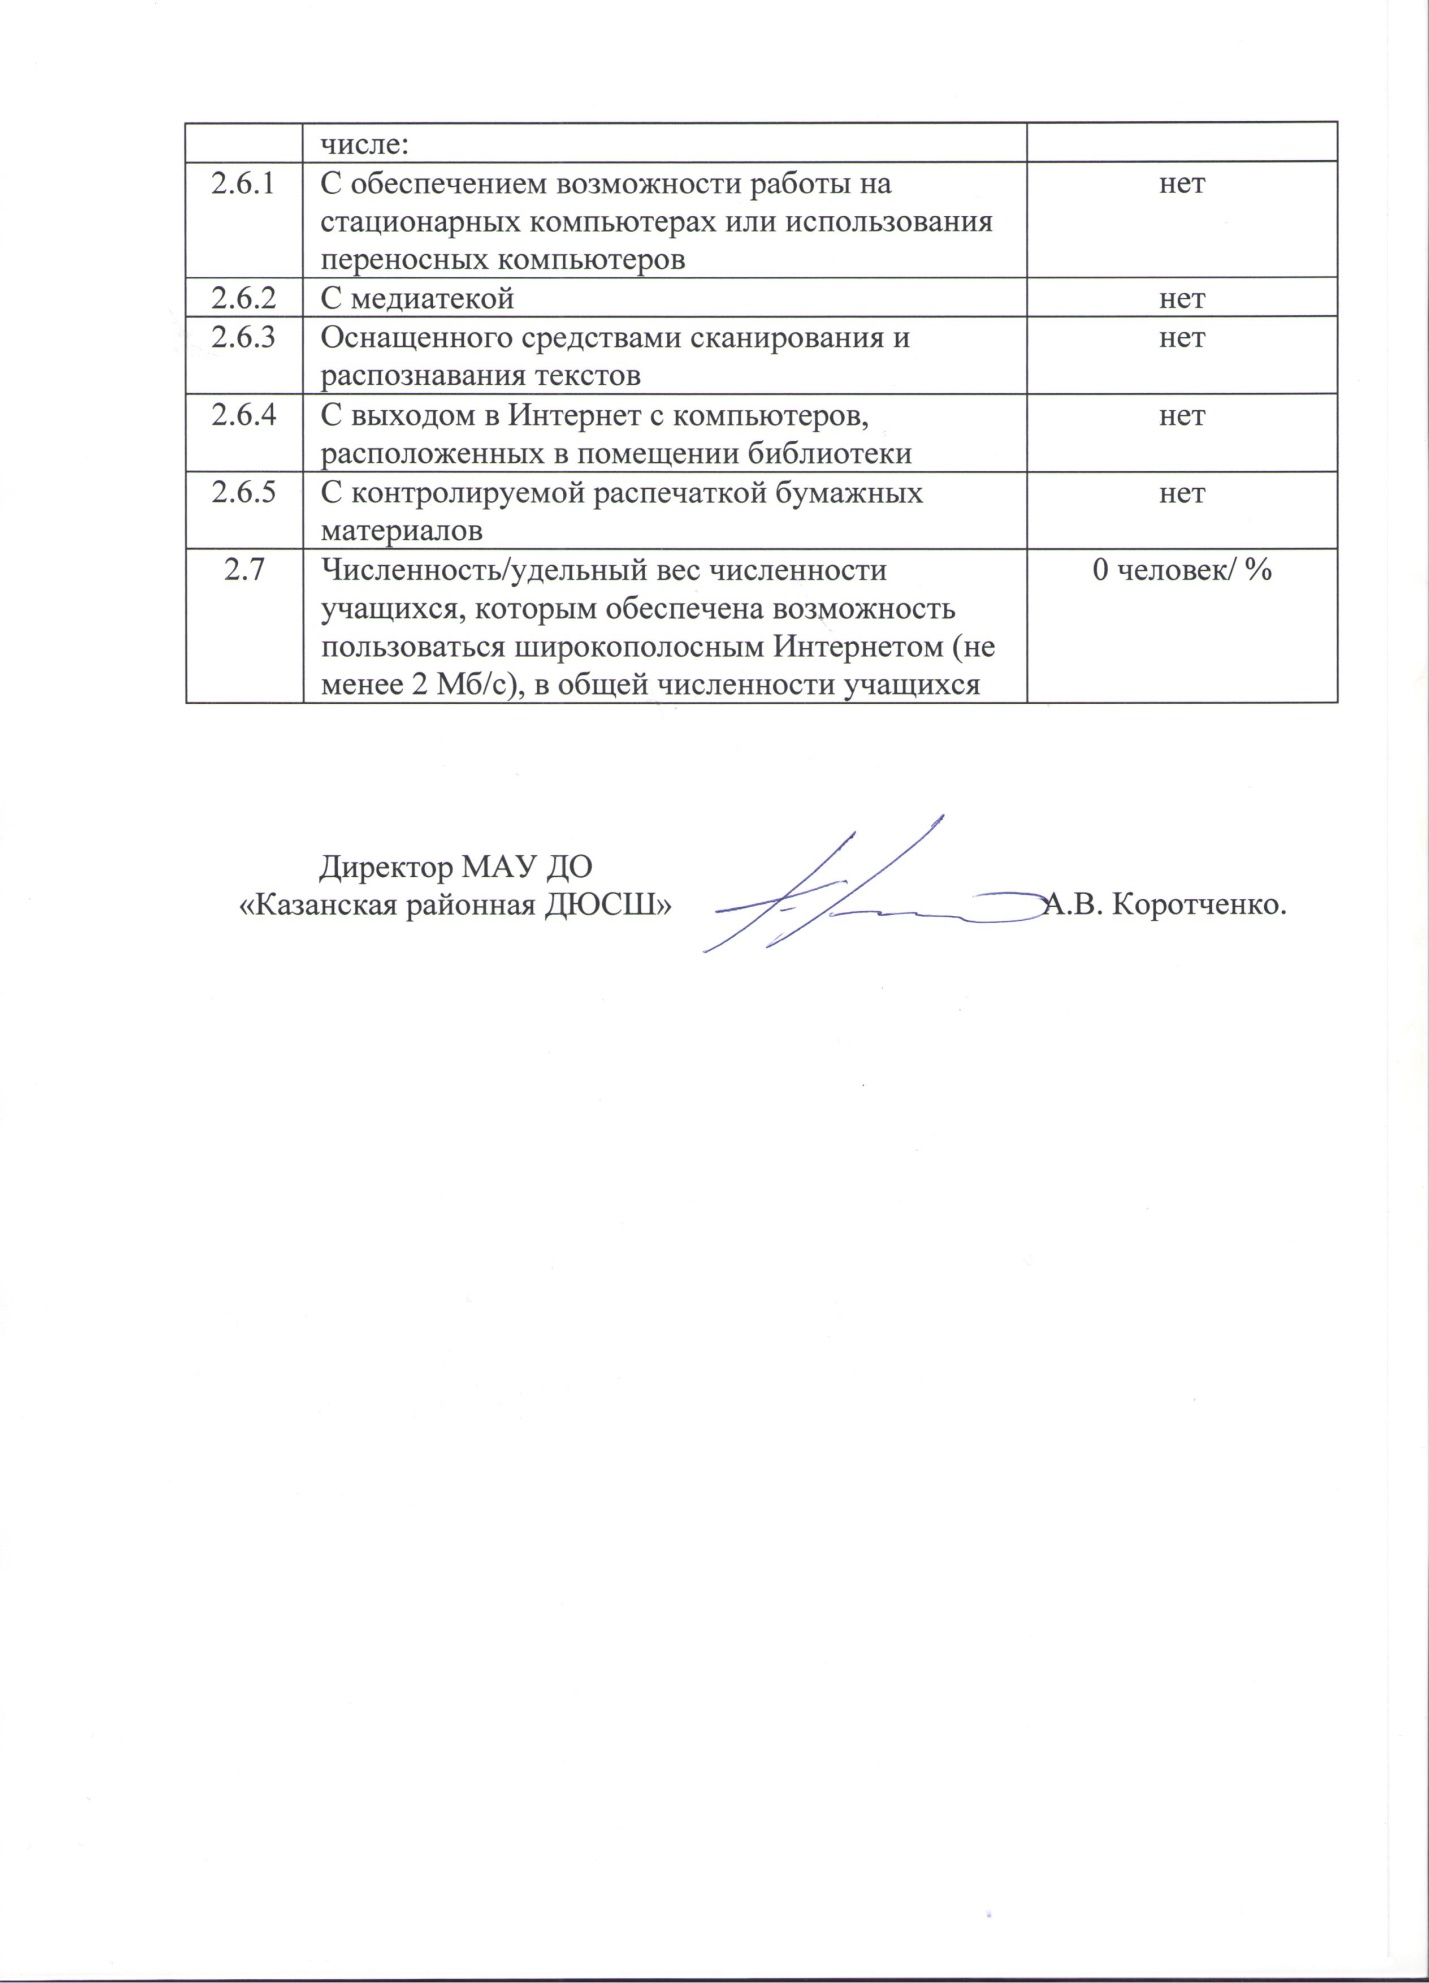 числе:
2.6.1 С обеспечением возможности работы на нет
стационарных компьютерах или использования
переносных компьютеров
2.6.2 С медиатекой нет
2.6.3 Оснащенного средствами сканирования и нет
распознавания текстов
2.6.4 С выходом в Интернет с компьютеров, нет
расположенных в помещении библиотеки
2.6.5 С контролируемой распечаткой бумажных нет
материалов
2.7 Численность/удельный вес численности 0 человек/ %
учащихся, которым обеспечена возможность
пользоваться широкополосным Интернетом (не
менее 2 Мб/с), в общей численности учащихся
Директор МАУ ДО
«Казанская районная ДЮСШ» А.В. Коротченко.